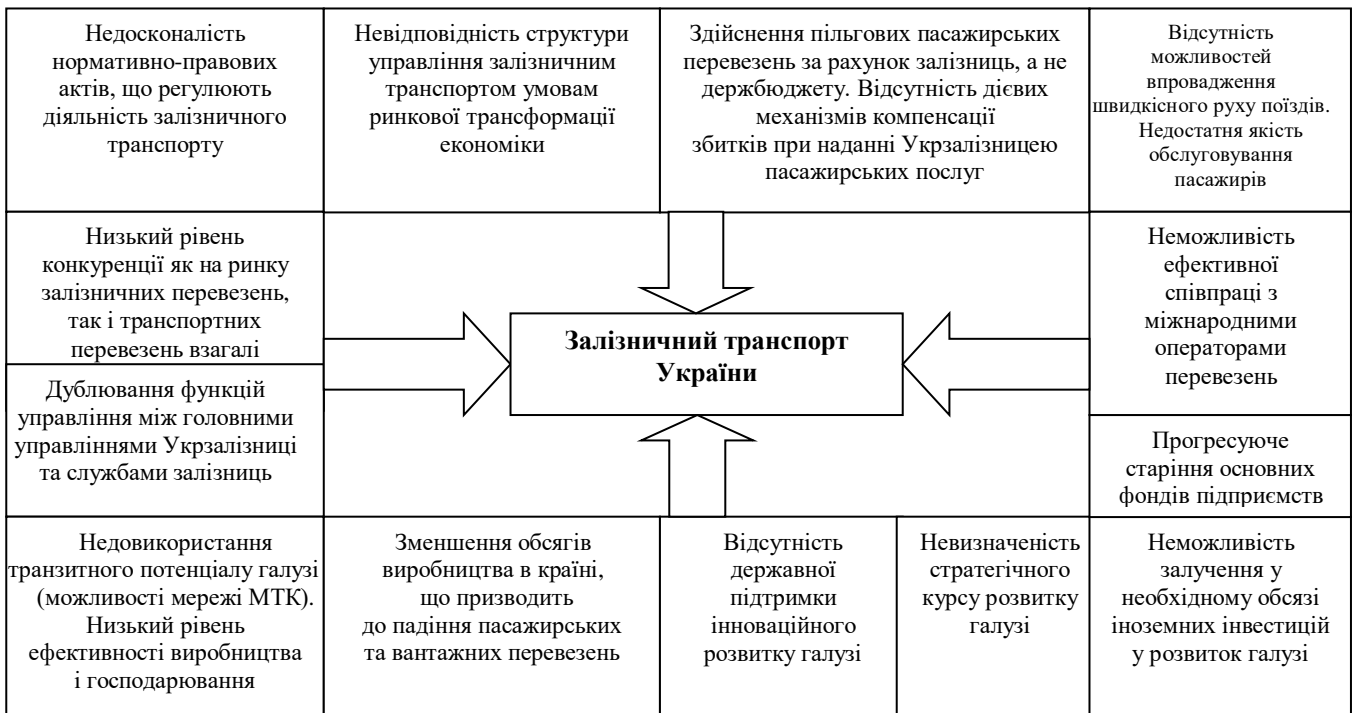 Недосконалість
нормативно-правових
актів, що регулюють
діяльність залізничного
транспорту
Невідповідність структури
управління залізничним
транспортом умовам
ринкової трансформації
економіки
Здійснення пільгових пасажирських
перевезень за рахунок залізниць, а не
держбюджету. Відсутність дієвих
механізмів компенсації
збитків при наданні Укрзалізницею
пасажирських послуг
Відсутність
можливостей
впровадження
швидкісного руху поїздів.
Недостатня якість
обслуговування
пасажирів
Низький рівень
конкуренції як на ринку
залізничних перевезень,
так і транспортних
перевезень взагалі
Залізничний транспорт
України
Неможливість
ефективної
співпраці з
міжнародними
операторами
перевезень
Дублювання функцій
управління між головними
управліннями Укрзалізниці
та службами залізниць
Прогресуюче
старіння основних
фондів підприємств
Недовикористання
транзитного потенціалу галузі
(можливості мережі МТК).
Низький рівень
ефективності виробництва
і господарювання
Зменшення обсягів
виробництва в країні,
що призводить
до падіння пасажирських
та вантажних перевезень
Відсутність
державної
підтримки
інноваційного
розвитку галузі
Невизначеність
стратегічного
курсу розвитку
галузі
Неможливість
залучення у
необхідному обсязі
іноземних інвестицій
у розвиток галузі